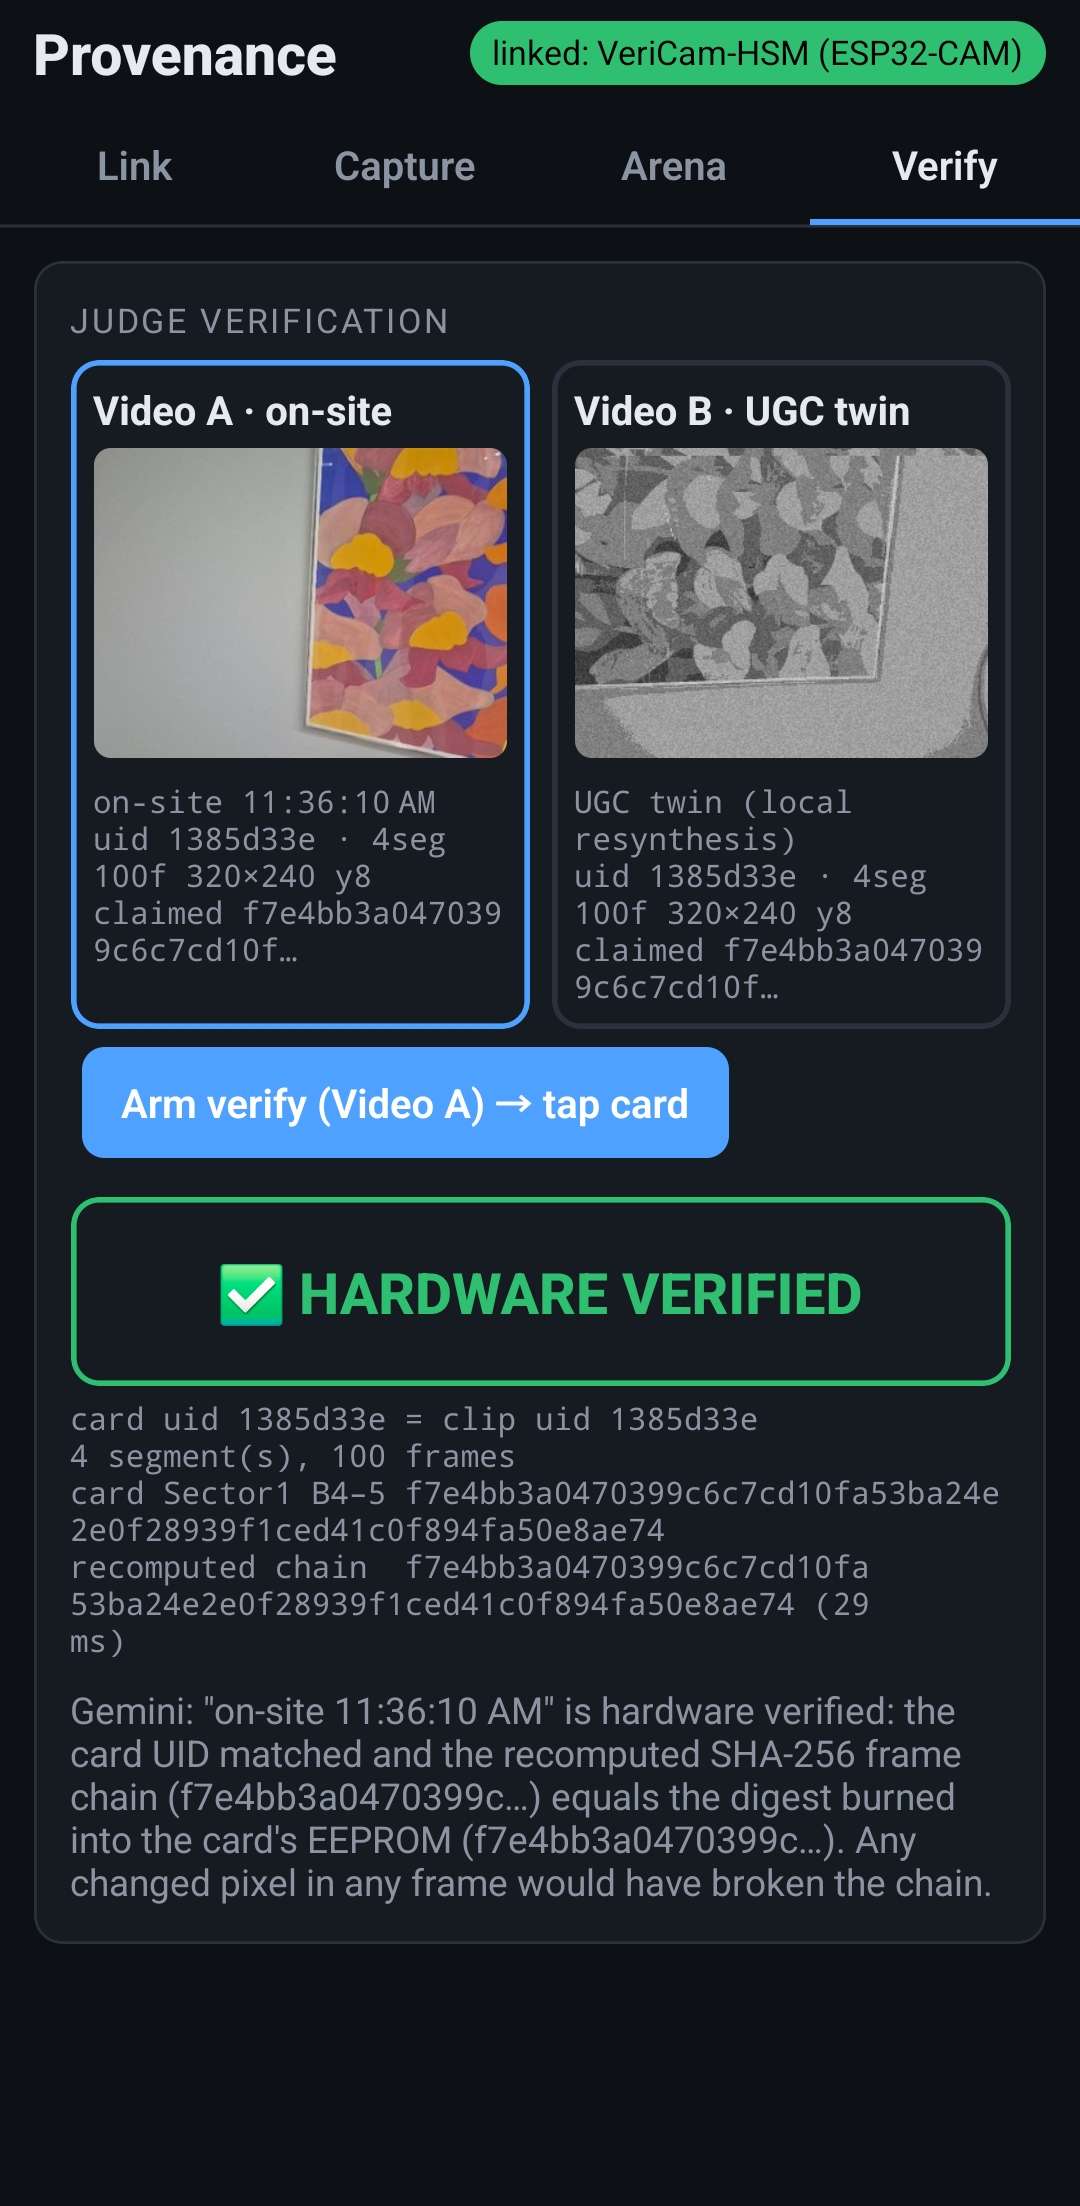 Provenance
linked: VeriCam-HSM (ESP32-CAM)
Link
Capture
Arena
Verify
JUDGE VERIFICATION
Video A · on-site
on-site 11:36:10 AM
uid 1385d33e · 4seg
100f 320×240 y8
claimed f7e4bb3a047039
9c6c7cd10f…
Video B · UGC twin
UGC twin (local
resynthesis)
uid 1385d33e · 4seg
100f 320×240 y8
claimed f7e4bb3a047039
9c6c7cd10f…
Arm verify (Video A) → tap card
✅ HARDWARE VERIFIED
card uid 1385d33e = clip uid 1385d33e
4 segment(s), 100 frames
card Sector1 B4–5 f7e4bb3a0470399c6c7cd10fa53ba24e
2e0f28939f1ced41c0f894fa50e8ae74
recomputed chain  f7e4bb3a0470399c6c7cd10fa
53ba24e2e0f28939f1ced41c0f894fa50e8ae74 (29
ms)
Gemini: "on-site 11:36:10 AM" is hardware verified: the
card UID matched and the recomputed SHA-256 frame
chain (f7e4bb3a0470399c…) equals the digest burned
into the card's EEPROM (f7e4bb3a0470399c…). Any
changed pixel in any frame would have broken the chain.